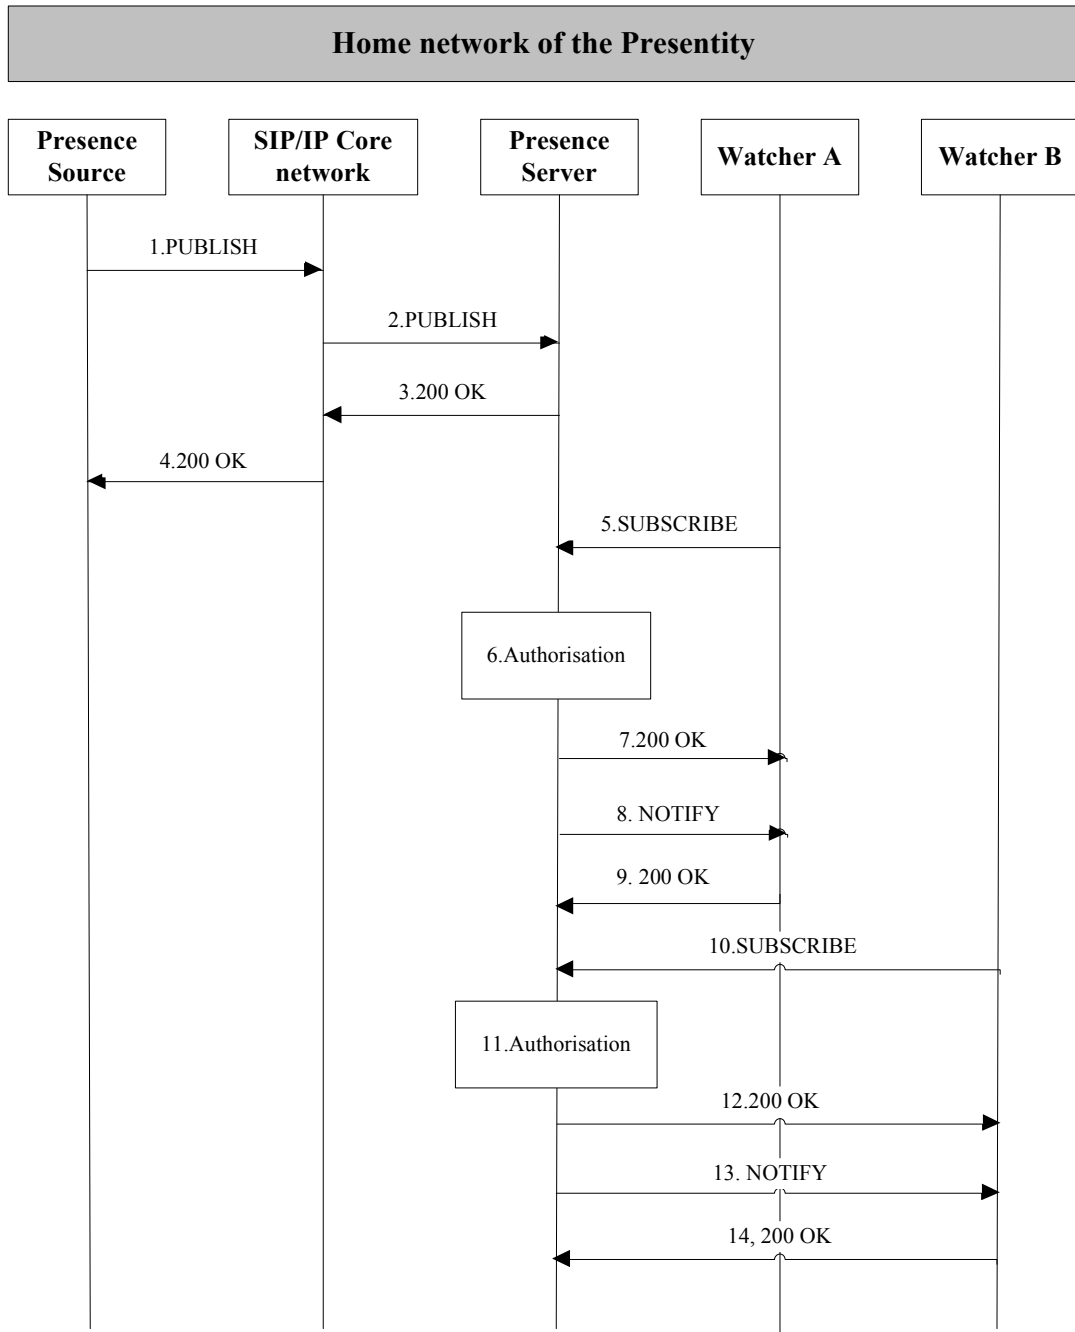 Home network of the Presentity
Presence
Source
SIP/IP Core
network
Presence
Server
Watcher A
Watcher B
1.PUBLISH
2.PUBLISH
3.200 OK
4.200 OK
5.SUBSCRIBE
6.Authorisation
7.200 OK
8. NOTIFY
9. 200 OK
10.SUBSCRIBE
11.Authorisation
12.200 OK
13. NOTIFY
14, 200 OK